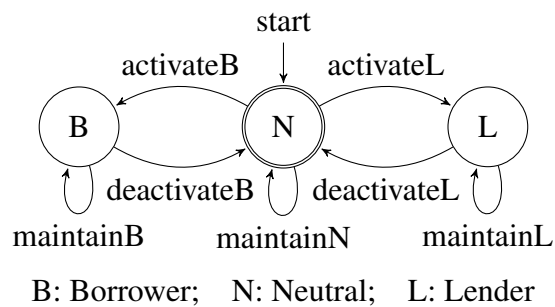 start
activateB activateL
B N L
deactivateB deactivateL
maintainB maintainN maintainL
B: Borrower; N: Neutral; L: Lender